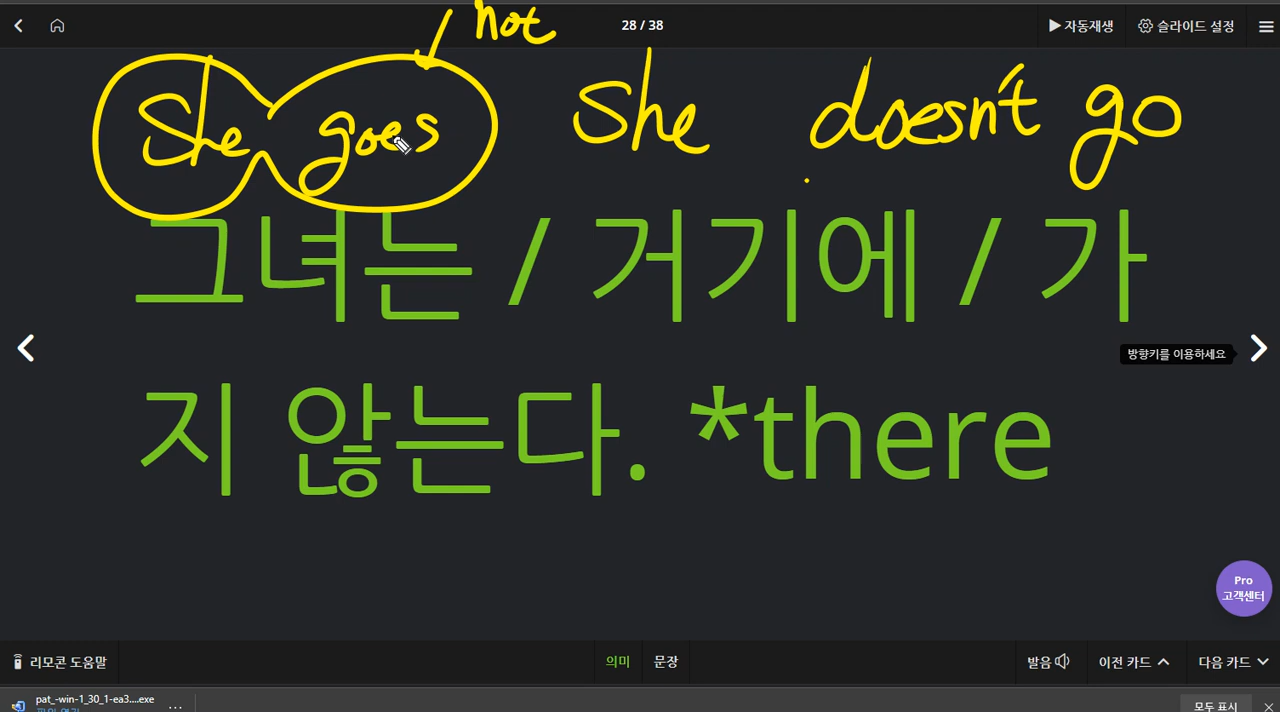 not
28 / 38
자동재생
슬라이드 설정
She goes
She doesn't go
그녀는 / 거기에 / 가
방향키를 이용하세요
지 않는다. *there
Pro
고객센터
리모콘 도움말
의미
문장
발음
이전 카드
다음 카드
pat_-win-1_30_1-ea3....exe
...
모두 표시